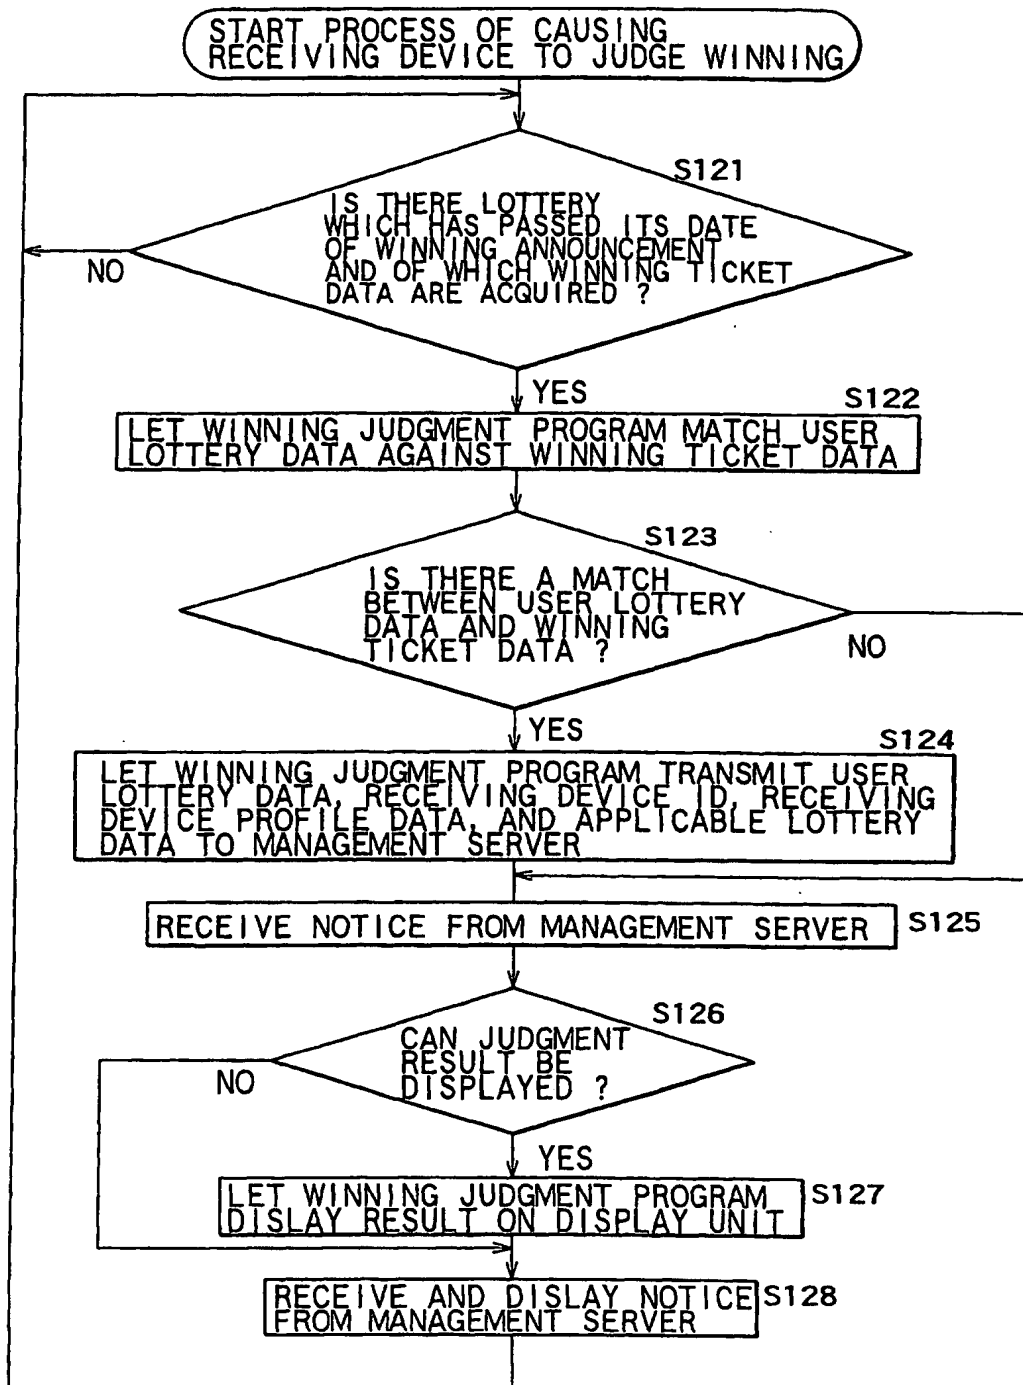 START PROCESS OF CAUSING
RECEIVING DEVICE TO JUDGE WINNING
S121
IS THERE LOTTERY
WHICH HAS PASSED ITS DATE
OF WINNING ANNOUNCEMENT
AND OF WHICH WINNING TICKET
DATA ARE ACQUIRED ?
NO
YES
S122
LET WINNING JUDGMENT PROGRAM MATCH USER
LOTTERY DATA AGAINST WINNING TICKET DATA
S123
IS THERE A MATCH
BETWEEN USER LOTTERY
DATA AND WINNING
TICKET DATA ?
NO
YES
S124
LET WINNING JUDGMENT PROGRAM TRANSMIT USER
LOTTERY DATA, RECEIVING DEVICE ID, RECEIVING
DEVICE PROFILE DATA, AND APPLICABLE LOTTERY
DATA TO MANAGEMENT SERVER
RECEIVE NOTICE FROM MANAGEMENT SERVER
S125
S126
CAN JUDGMENT
RESULT BE
DISPLAYED ?
NO
YES
LET WINNING JUDGMENT PROGRAM
DISLAY RESULT ON DISPLAY UNIT
S127
RECEIVE AND DISLAY NOTICE
FROM MANAGEMENT SERVER
S128